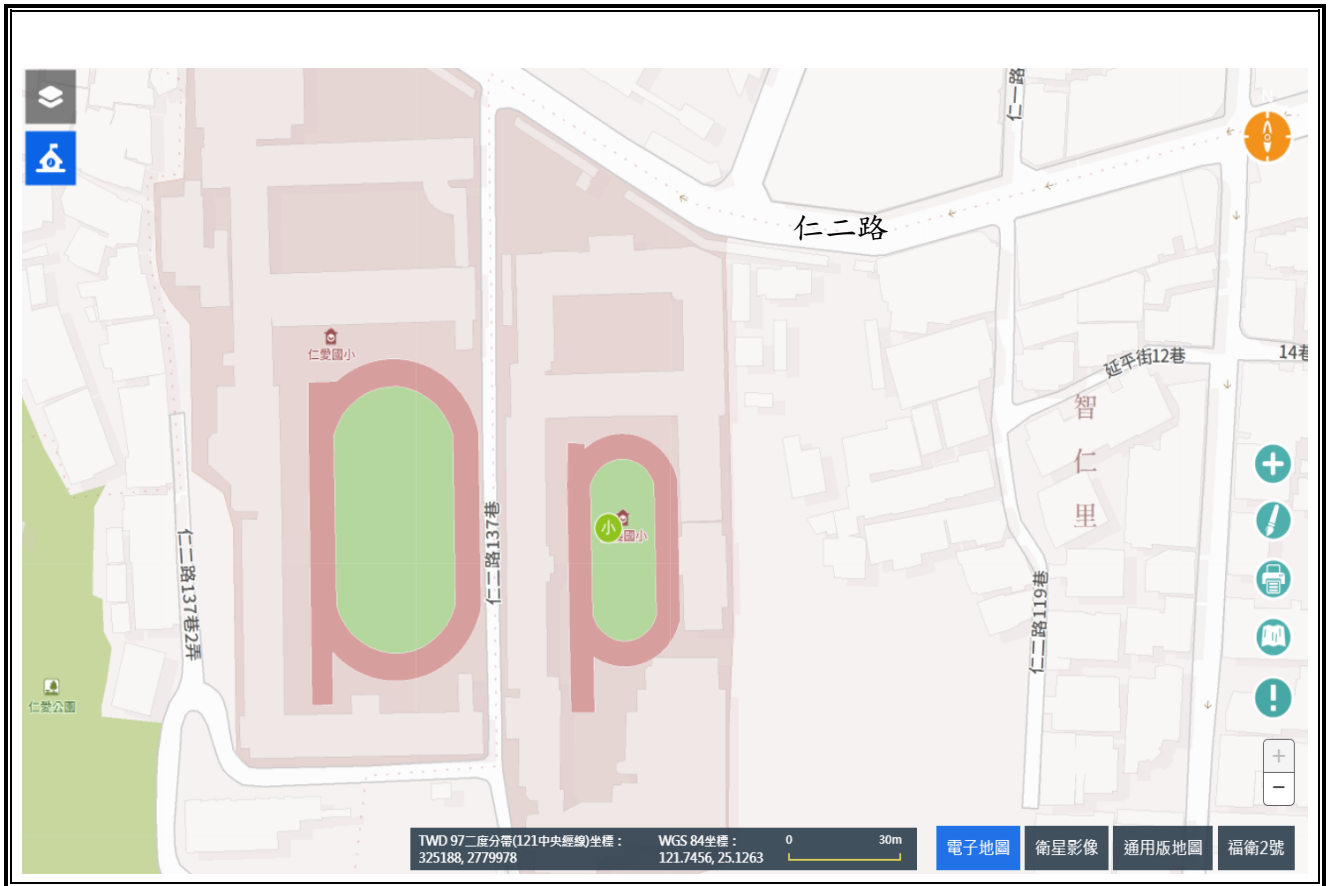 N
仁一路
仁二路
仁愛國小
延平街12巷
14巷
智
仁
里
小
愛國小
仁二路137巷
仁二路137巷2弄
仁二路119巷
仁愛公園
TWD 97二度分帶(121中央經線)坐標：
325188, 2779978
WGS 84坐標：
121.7456, 25.1263
0
30m
電子地圖
衛星影像
通用版地圖
福衛2號